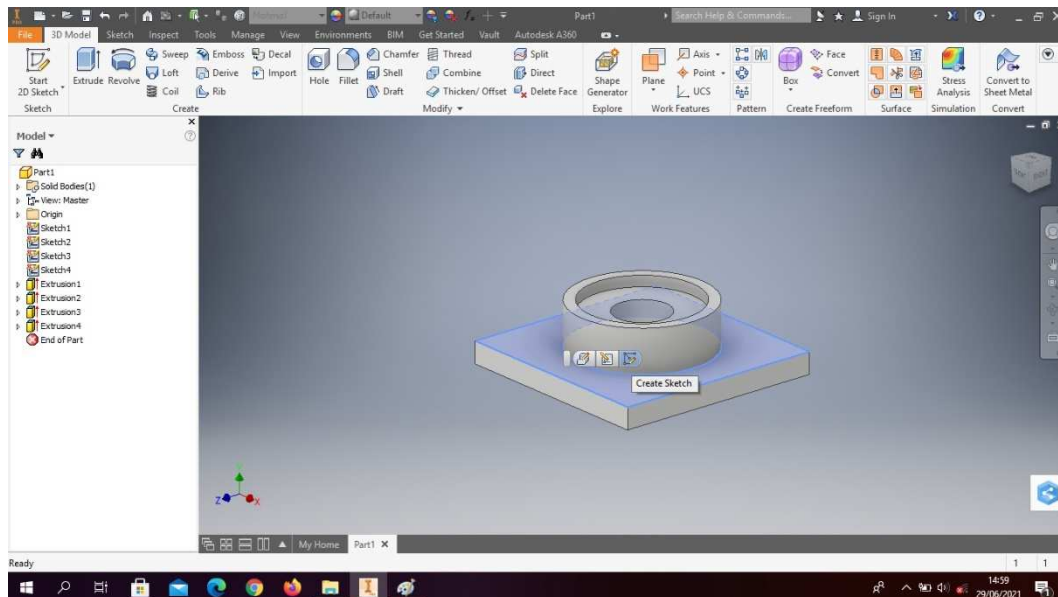 Material
Default
Part1
Search Help & Commands...
Sign In
File 3D Model Sketch Inspect Tools Manage View Environments BIM Get Started Vault Autodesk A360
Start 2D Sketch
Extrude Revolve
Sweep Emboss Decal
Loft Derive Import
Coil Rib
Hole Fillet
Chamfer Thread
Shell Combine
Draft Thicken/ Offset
Split
Direct
Delete Face
Shape Generator
Plane
Axis
Point
UCS
Box
Face
Convert
Stress Analysis
Convert to Sheet Metal
Sketch Create Modify Explore Work Features Pattern Create Freeform Surface Simulation Convert
Model
Part1
Solid Bodies(1)
View: Master
Origin
Sketch1
Sketch2
Sketch3
Sketch4
Extrusion1
Extrusion2
Extrusion3
Extrusion4
End of Part
Create Sketch
Y
Z X
My Home Part1
Ready 1 1
14:59
29/06/2021